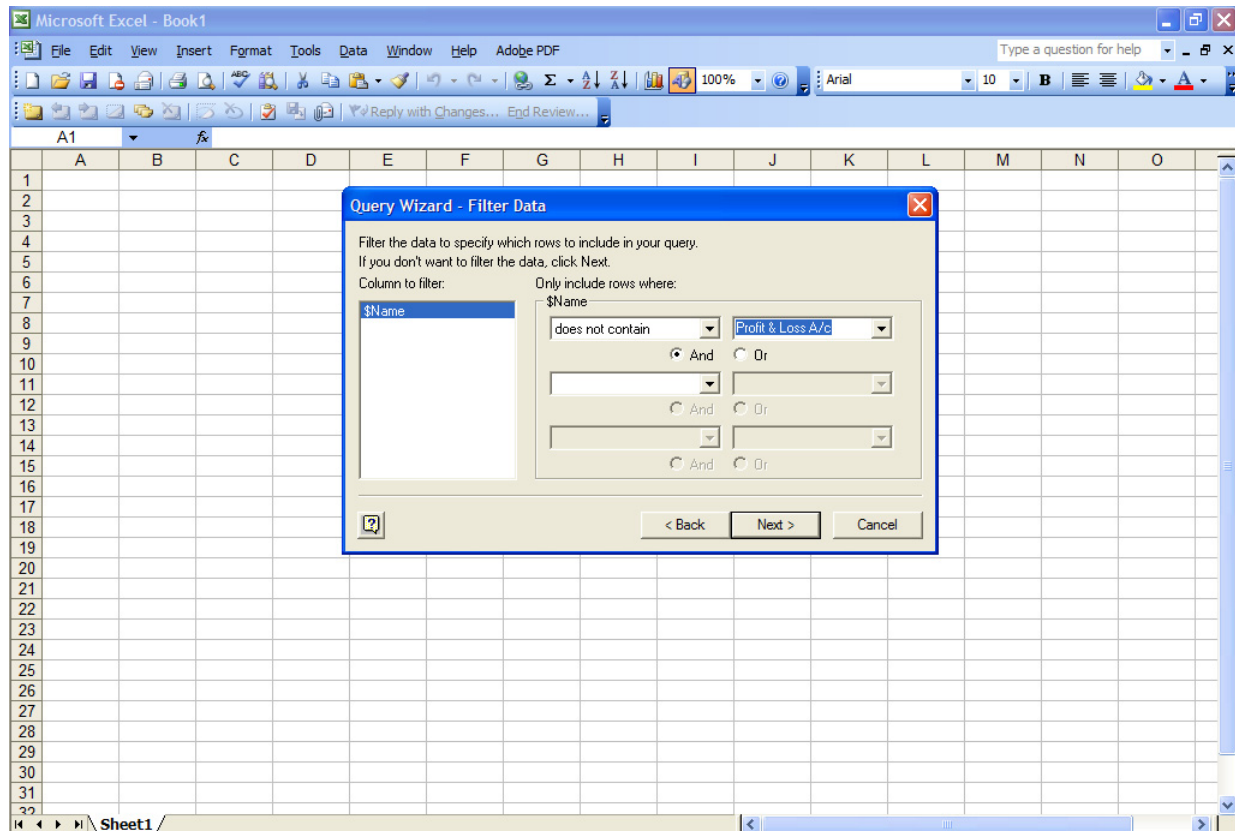 Microsoft Excel - Book1
File Edit View Insert Format Tools Data Window Help Adobe PDF Type a question for help
100% Arial 10 B A
Reply with Changes... End Review...
A1 fx
A B C D E F G H I J K L M N O
1
2
3
4
5
6
7
8
9
10
11
12
13
14
15
16
17
18
19
20
21
22
23
24
25
26
27
28
29
30
31
32
Query Wizard - Filter Data
Filter the data to specify which rows to include in your query.
If you don't want to filter the data, click Next.
Column to filter: Only include rows where:
$Name
$Name
does not contain Profit & Loss A/c
And Or
And Or
And Or
< Back Next > Cancel
Sheet1